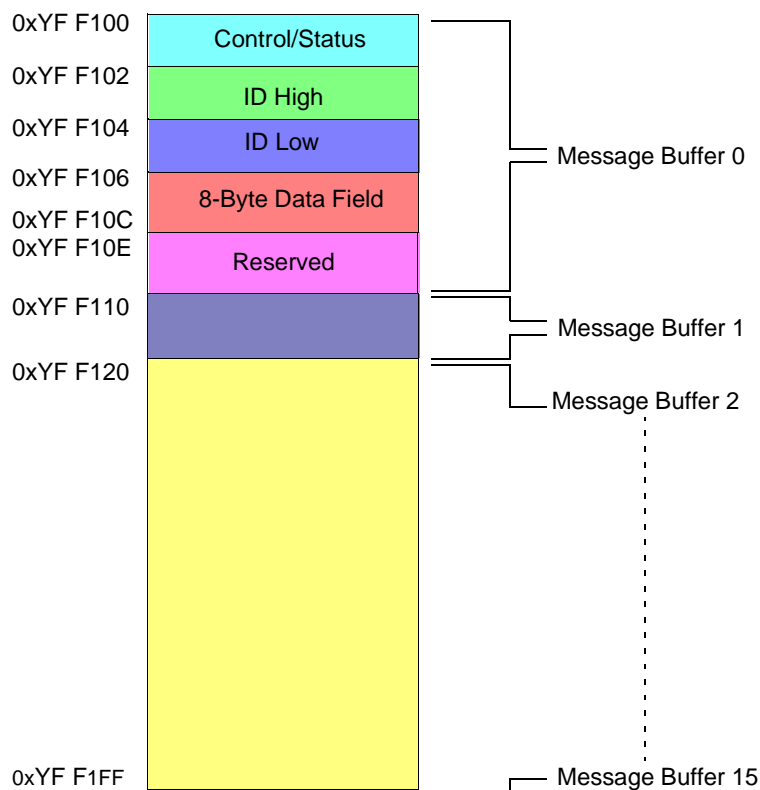 0xYF F100
Control/Status
0xYF F102
ID High
0xYF F104
ID Low
Message Buffer 0
0xYF F106
8-Byte Data Field
0xYF F10C
0xYF F10E
Reserved
0xYF F110
Message Buffer 1
0xYF F120
Message Buffer 2
0xYF F1FF
Message Buffer 15